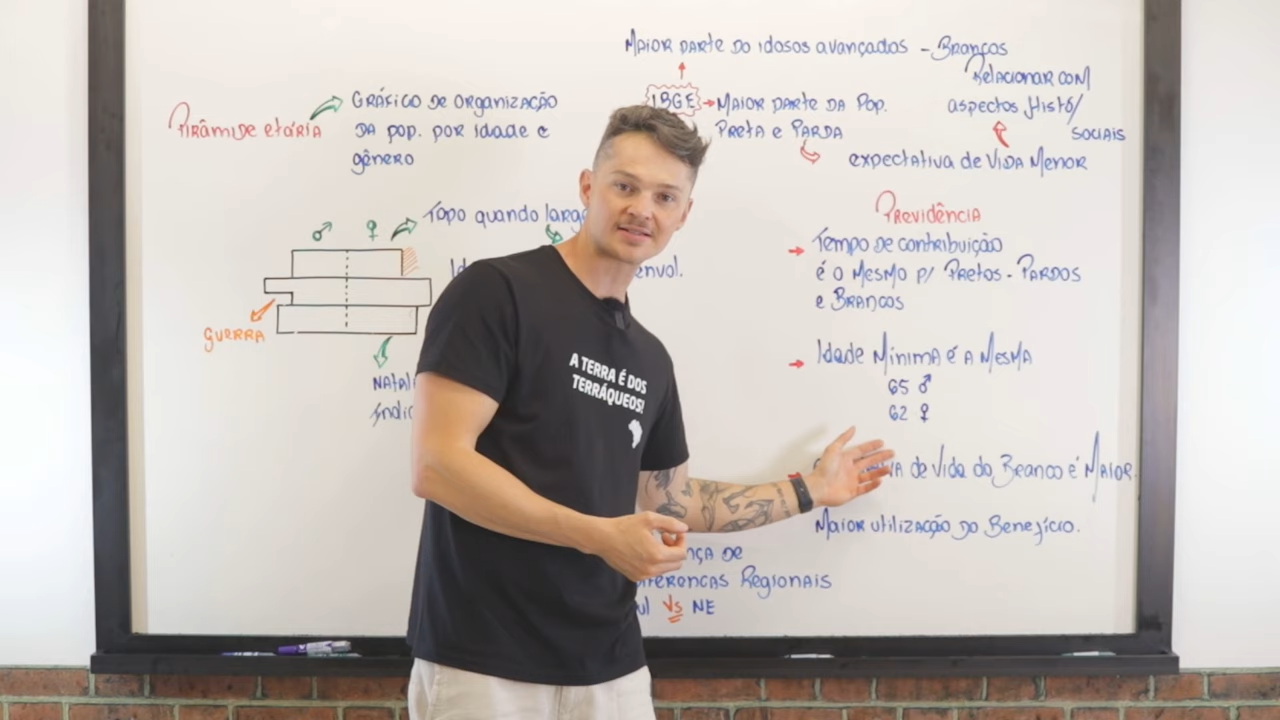 Pirâmide etária
Gráfico de organização
da pop. por idade e
gênero
♂ ♀
Topo quando
guerra
Maior parte do idosos avançados - Brancos
IBGE
Maior parte da Pop.
Preta e Parda
expectativa de Vida Menor
Relacionar com
aspectos Histó/
sociais
Previdência
Tempo de contribuição
é o mesmo p/ Pretos - Pardos
e Brancos
Idade Mínima é a Mesma
65 ♂
62 ♀
de Vida do Branco é Maior.
Maior utilização do Benefício.
de
Regionais
Vs NE
A TERRA É DOS
TERRÁQUEOS!